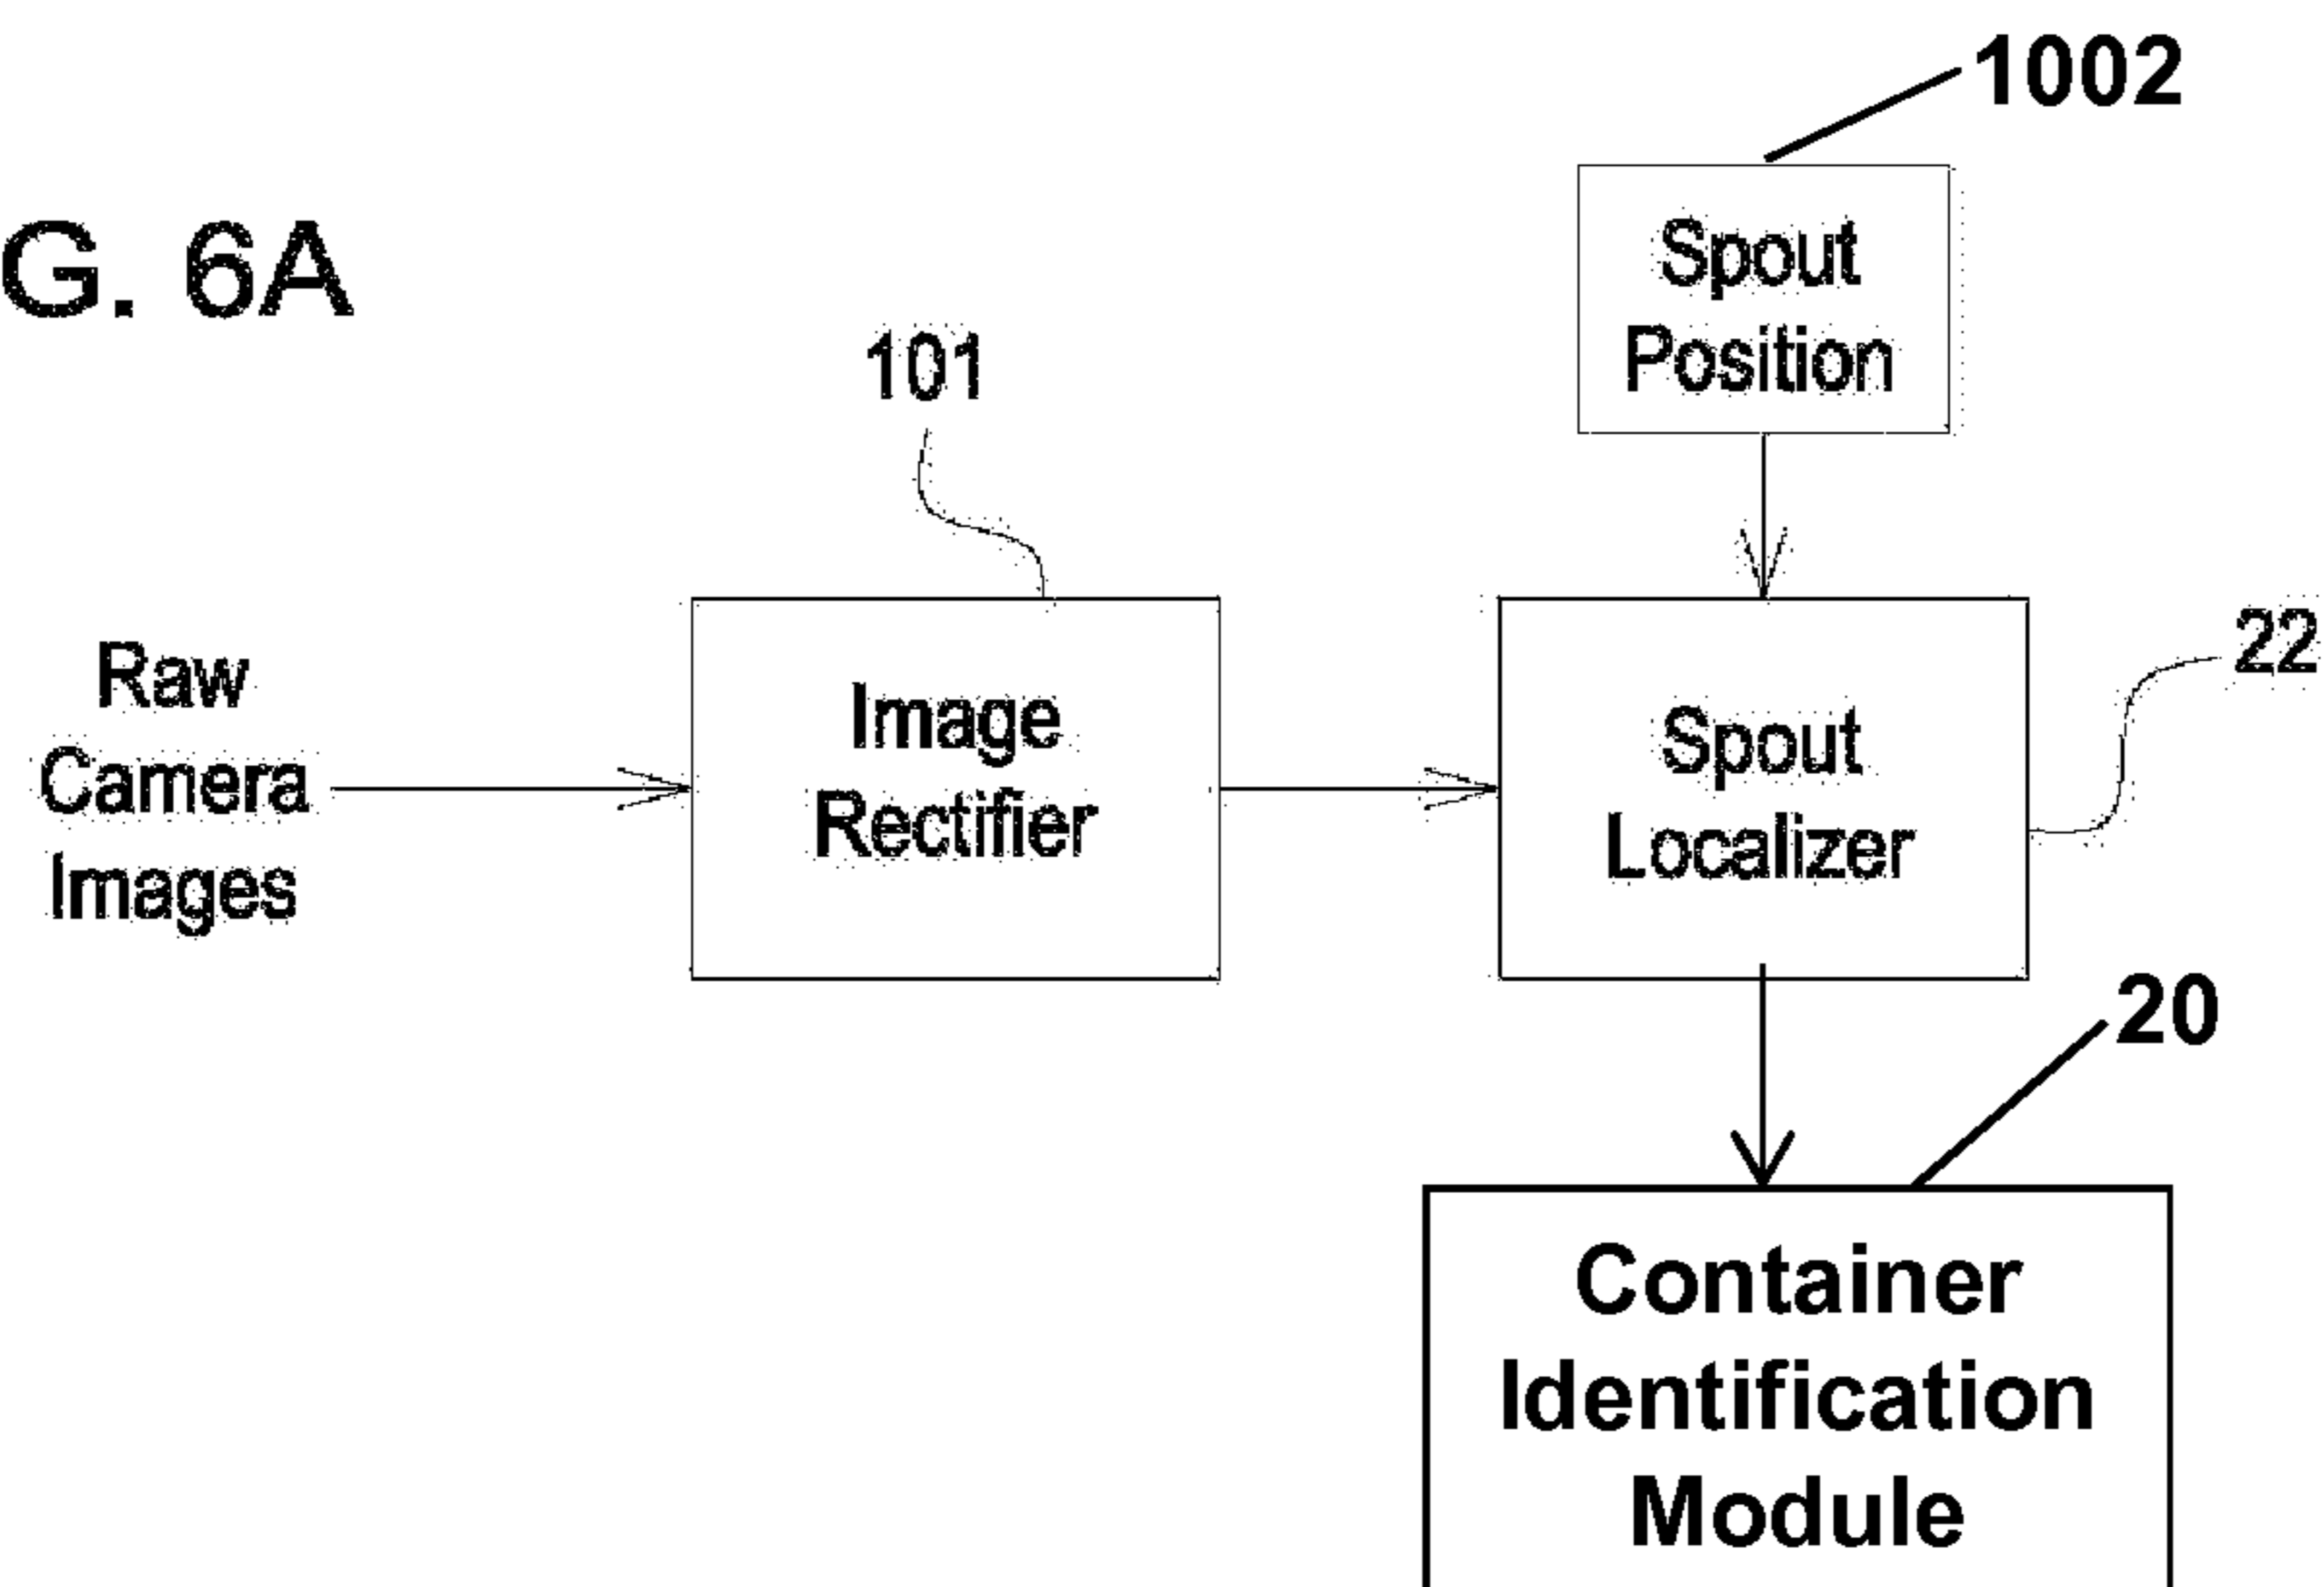 1002
G. 6A
Spout
Position
101
22
Raw
Camera
Images
Image
Rectifier
Spout
Localizer
20
Container
Identification
Module